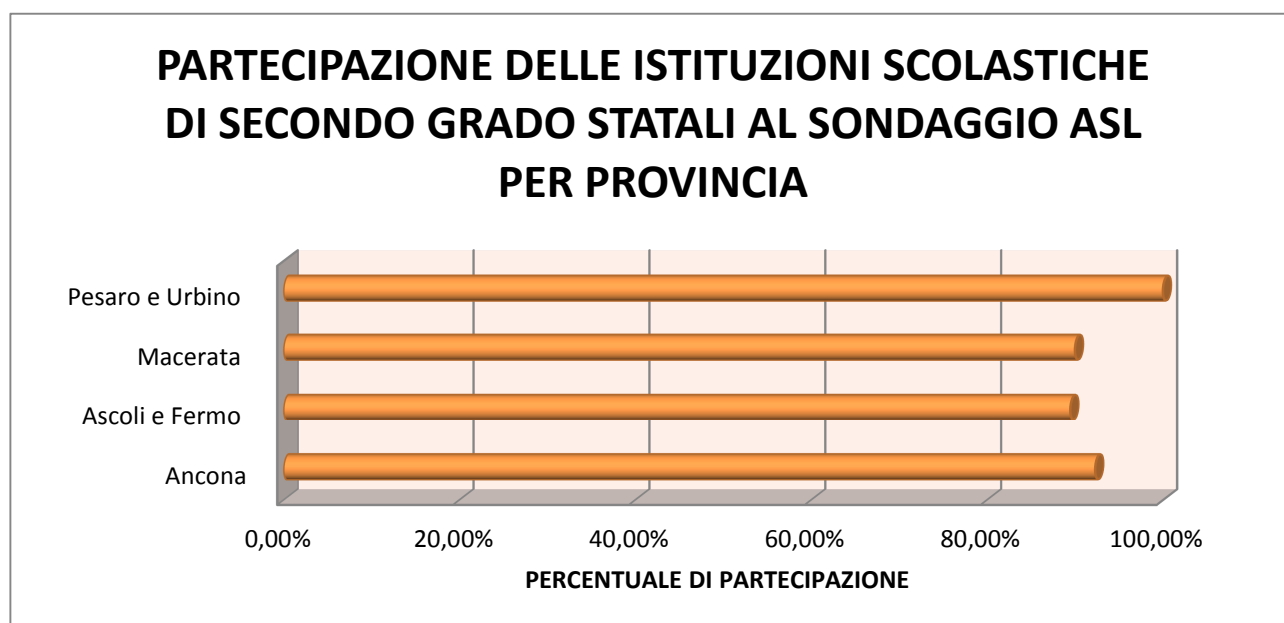 PARTECIPAZIONE DELLE ISTITUZIONI SCOLASTICHE
DI SECONDO GRADO STATALI AL SONDAGGIO ASL
PER PROVINCIA
Pesaro e Urbino
Macerata
Ascoli e Fermo
Ancona
0,00% 20,00% 40,00% 60,00% 80,00% 100,00%
PERCENTUALE DI PARTECIPAZIONE